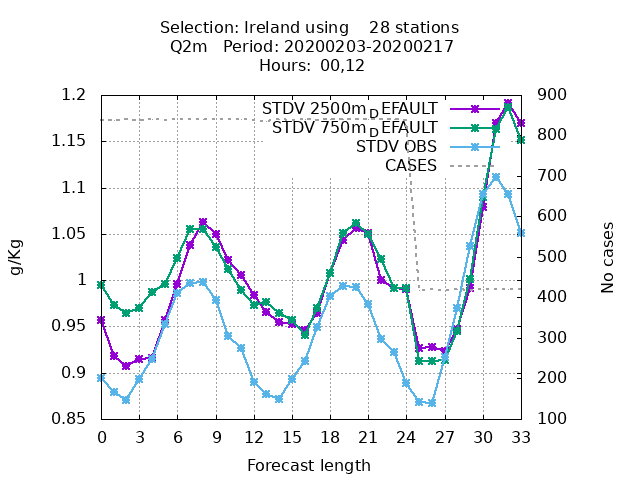 Selection: Ireland using    28 stations
Q2m   Period: 20200203-20200217
Hours:  00,12
STDV 2500m_DEFAULT
STDV 750m_DEFAULT
STDV OBS
CASES
1.2
1.15
1.1
1.05
1
0.95
0.9
0.85
g/Kg
900
800
700
600
500
400
300
200
100
No cases
0 3 6 9 12 15 18 21 24 27 30 33
Forecast length